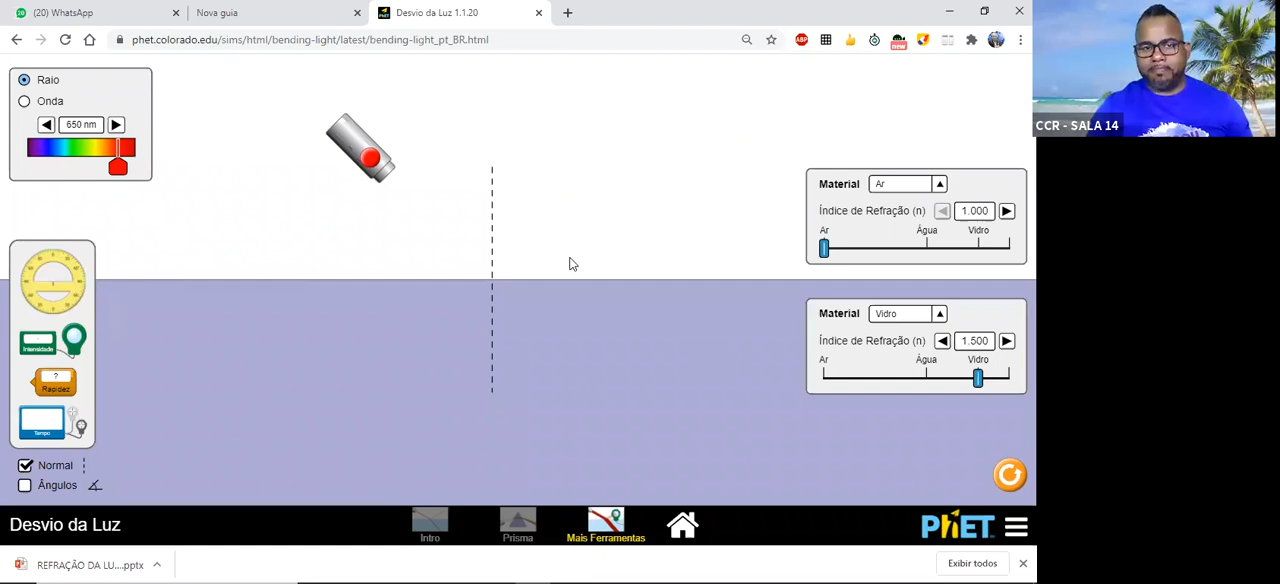 (20) WhatsApp
Nova guia
Desvio da Luz 1.1.20
phet.colorado.edu/sims/html/bending-light/latest/bending-light_pt_BR.html
ABP
new
Raio
Onda
650 nm
CCR - SALA 14
Material Ar
Índice de Refração (n) 1.000
Ar Água Vidro
Material Vidro
Índice de Refração (n) 1.500
Ar Água Vidro
Intensidade
?
Rapidez
Tempo
Normal
Ângulos
Desvio da Luz
Intro
Prisma
Mais Ferramentas
PhET
REFRAÇÃO DA LU....pptx
Exibir todos